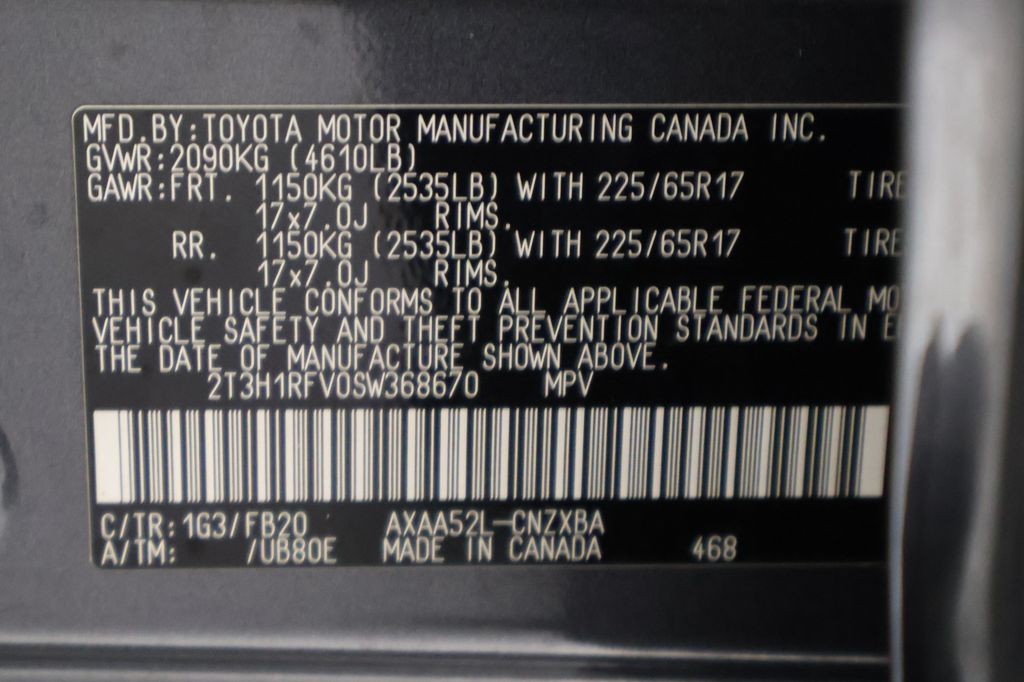 MFD.BY:TOYOTA MOTOR MANUFACTURING CANADA INC.
GVWR:2090KG (4610LB)
GAWR:FRT. 1150KG (2535LB) WITH 225/65R17 TIRE
17x7.0J RIMS.
RR. 1150KG (2535LB) WITH 225/65R17 TIRE
17x7.0J RIMS.
THIS VEHICLE CONFORMS TO ALL APPLICABLE FEDERAL
VEHICLE SAFETY AND THEFT PREVENTION STANDARDS IN
THE DATE OF MANUFACTURE SHOWN ABOVE.
2T3H1RFV0SW368670 MPV
C/TR:1G3/FB20 AXAA52L-CNZXBA
A/TM: /UB80E MADE IN CANADA 468